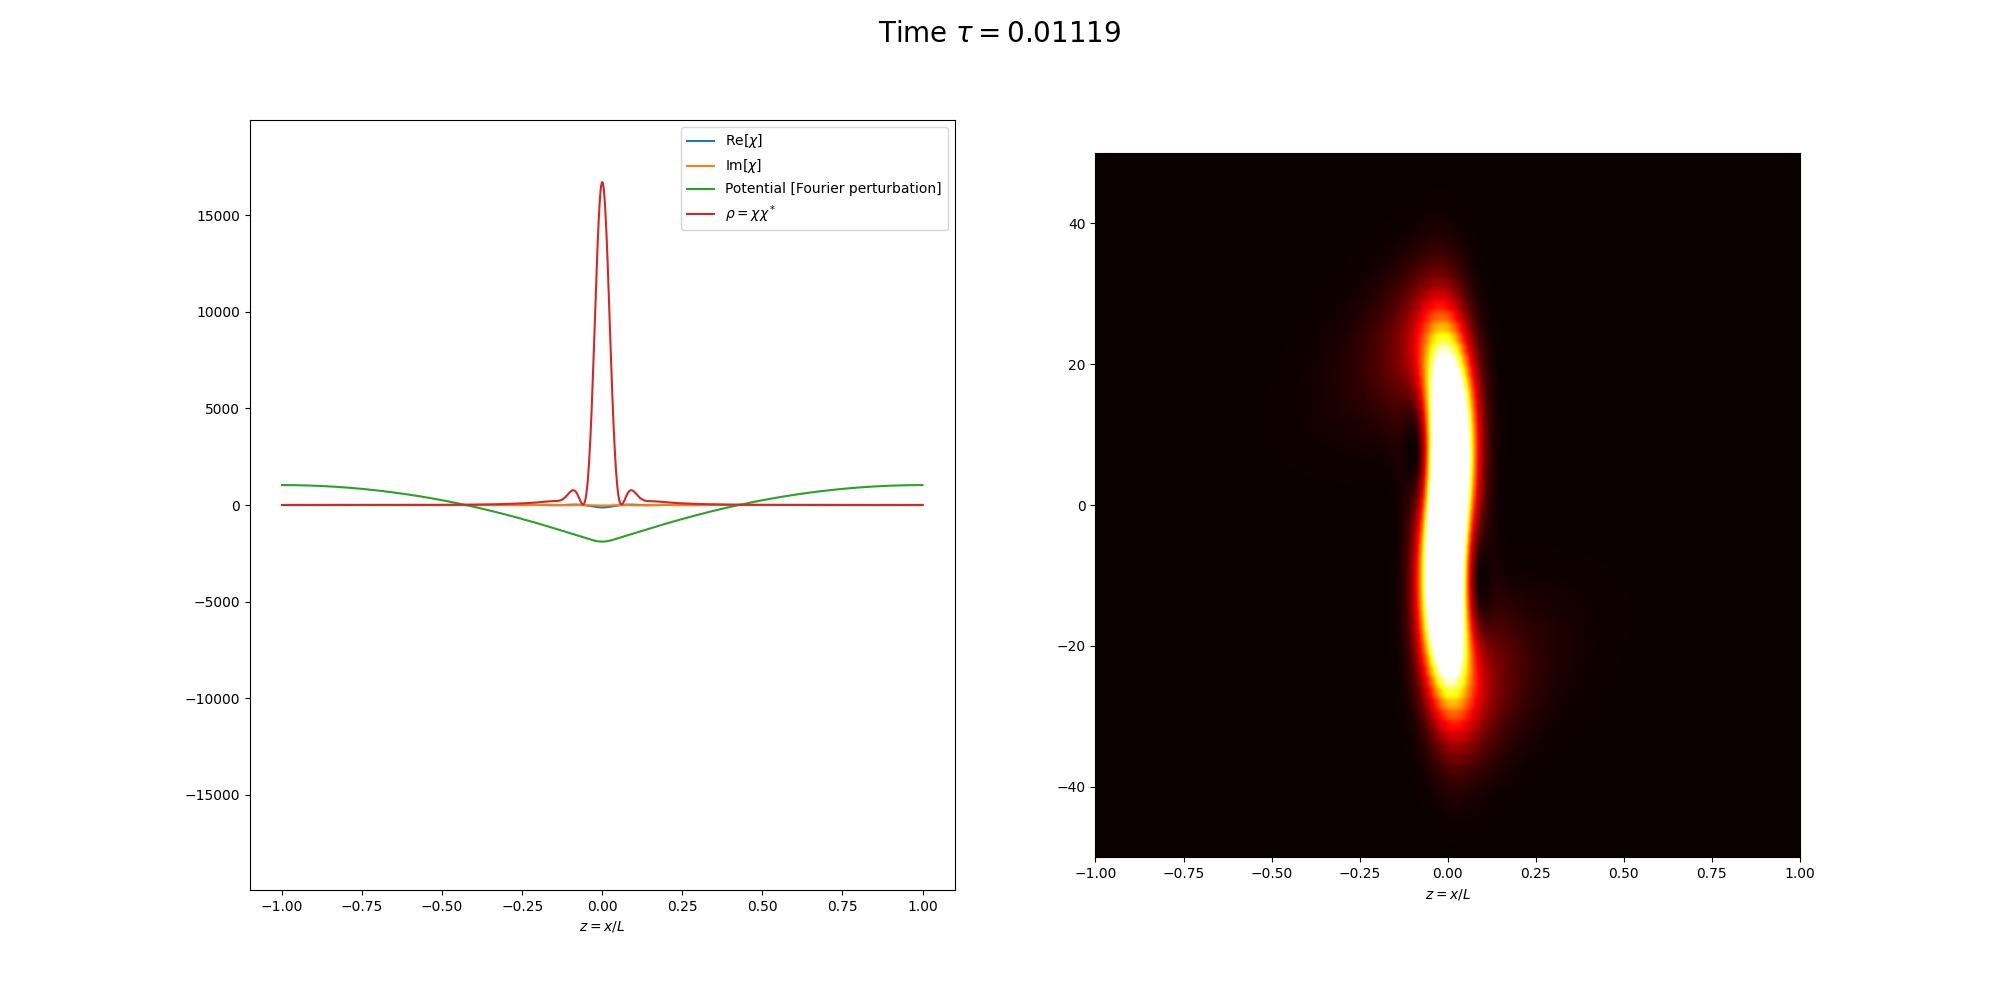 Time τ = 0.01119
Re[χ]
Im[χ]
Potential [Fourier perturbation]
ρ = χχ*
15000
10000
5000
0
−5000
−10000
−15000
−1.00 −0.75 −0.50 −0.25 0.00 0.25 0.50 0.75 1.00
z = x/L
40
20
0
−20
−40
−1.00 −0.75 −0.50 −0.25 0.00 0.25 0.50 0.75 1.00
z = x/L